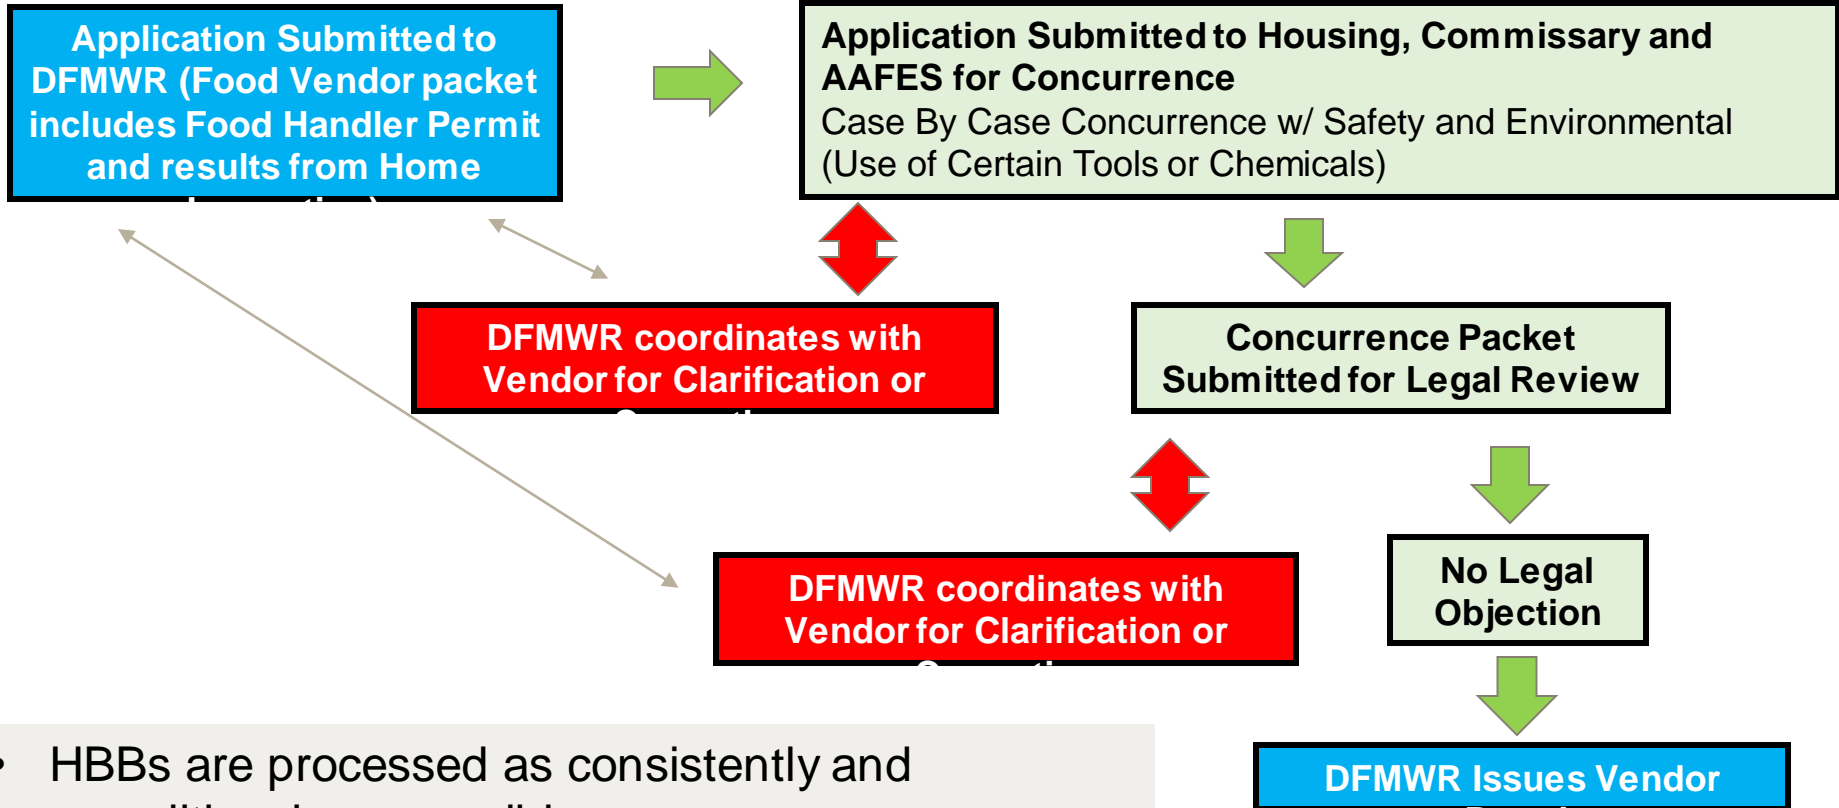 Application Submitted to
DFMWR (Food Vendor packet
includes Food Handler Permit
and results from Home
Application Submitted to Housing, Commissary and
AAFES for Concurrence
Case By Case Concurrence w/ Safety and Environmental
(Use of Certain Tools or Chemicals)
DFMWR coordinates with
Vendor for Clarification or
Concurrence Packet
Submitted for Legal Review
DFMWR coordinates with
Vendor for Clarification or
No Legal
Objection
• HBBs are processed as consistently and
DFMWR Issues Vendor